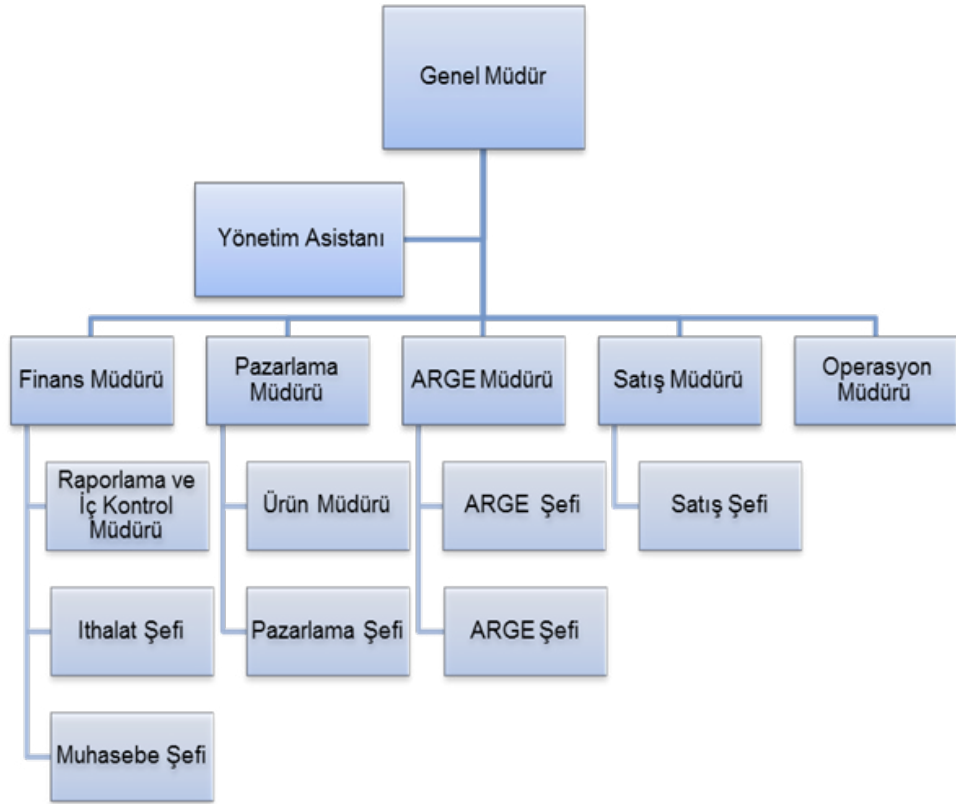 Genel Müdür
Yönetim Asistanı
Finans Müdürü
Pazarlama
Müdürü
ARGE Müdürü
Satış Müdürü
Operasyon
Müdürü
Raporlama ve
İç Kontrol
Müdürü
Ürün Müdürü
ARGE Şefi
Satış Şefi
Ithalat Şefi
Pazarlama Şefi
ARGE Şefi
Muhasebe Şefi